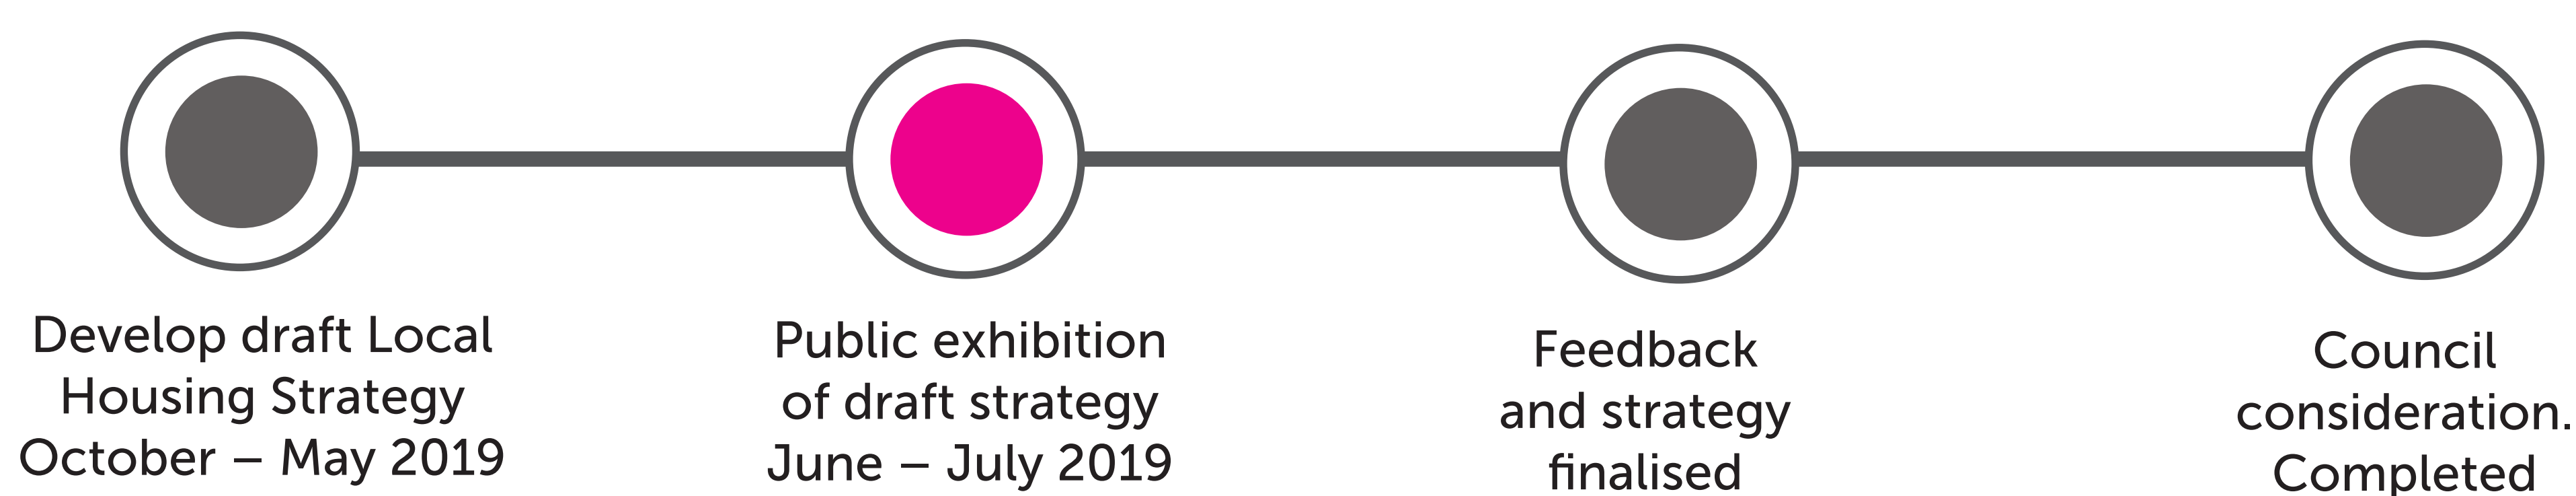 Develop draft Local
Housing Strategy
October – May 2019
Public exhibition
of draft strategy
June – July 2019
Feedback
and strategy
finalised
Council
consideration.
Completed